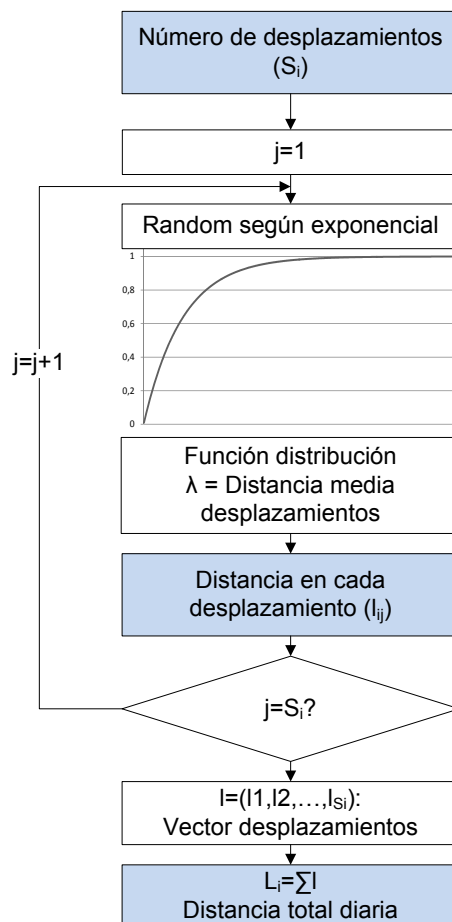 Número de desplazamientos
(Sᵢ)
j=1
Random según exponencial
1
0,8
0,6
0,4
0,2
0
j=j+1
Función distribución
λ = Distancia media
desplazamientos
Distancia en cada
desplazamiento (lᵢⱼ)
j=Sᵢ?
l=(l1,l2,…,l_Si):
Vector desplazamientos
Lᵢ=∑l
Distancia total diaria